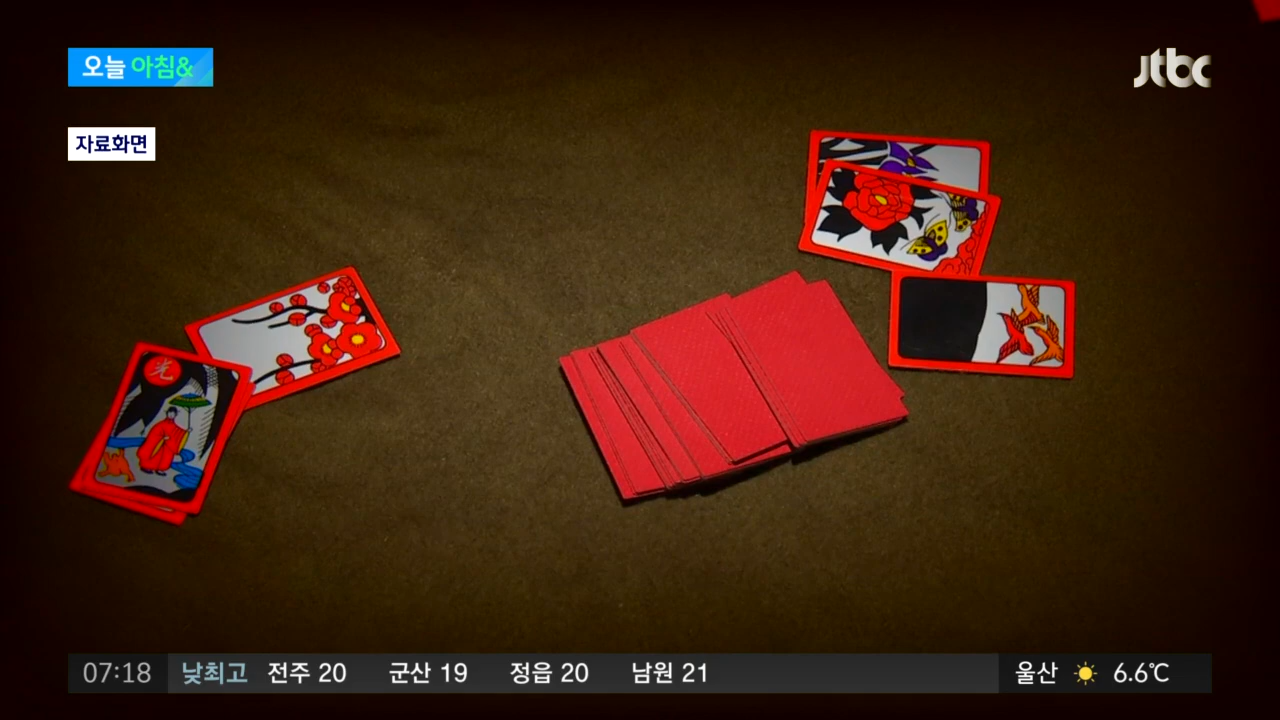 오늘 아침&
jtbc
자료화면
光
07:18 낮최고 전주 20 군산 19 정읍 20 남원 21 울산 6.6℃